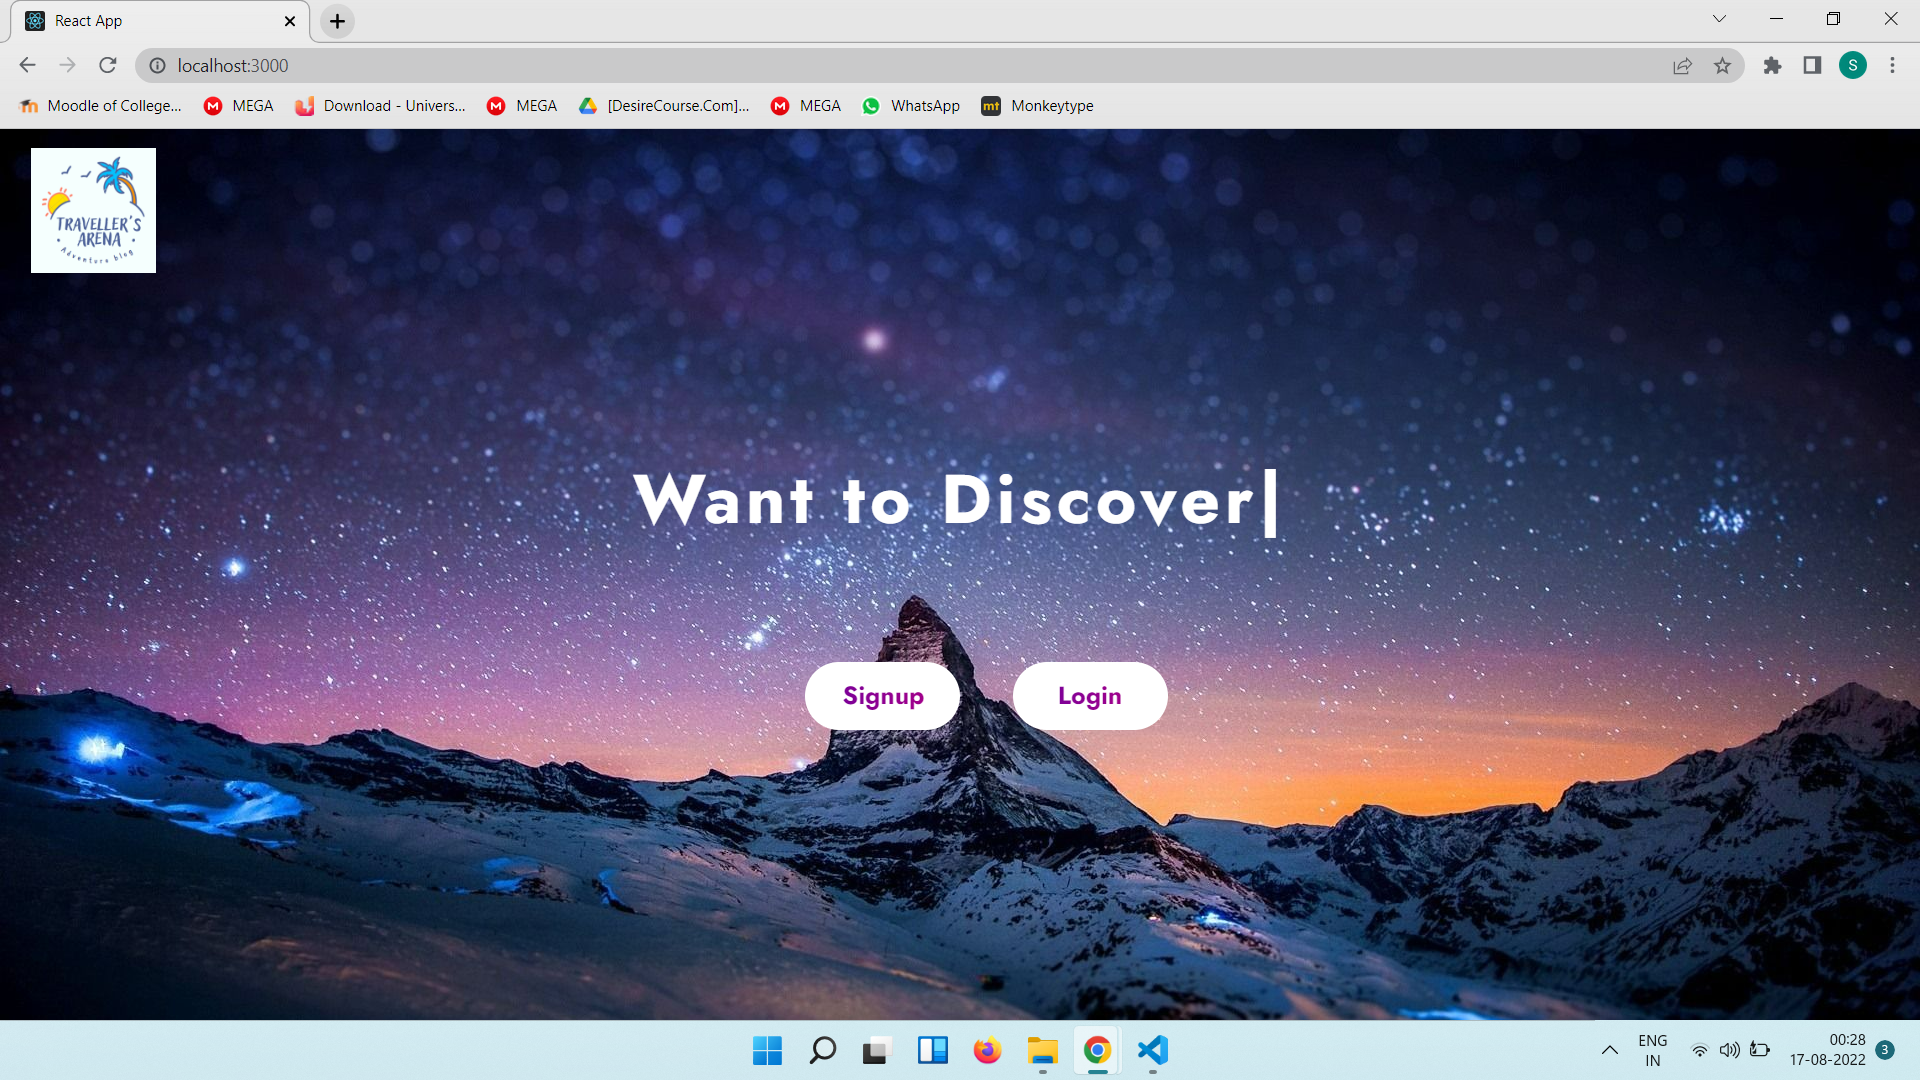 React App
localhost:3000
S
Moodle of College...
MEGA
Download - Univers...
MEGA
[DesireCourse.Com]...
MEGA
WhatsApp
mt
Monkeytype
TRAVELLER'S
ARENA
Adventure blog
Want to Discover|
Signup
Login
ENG
IN
00:28
17-08-2022
3